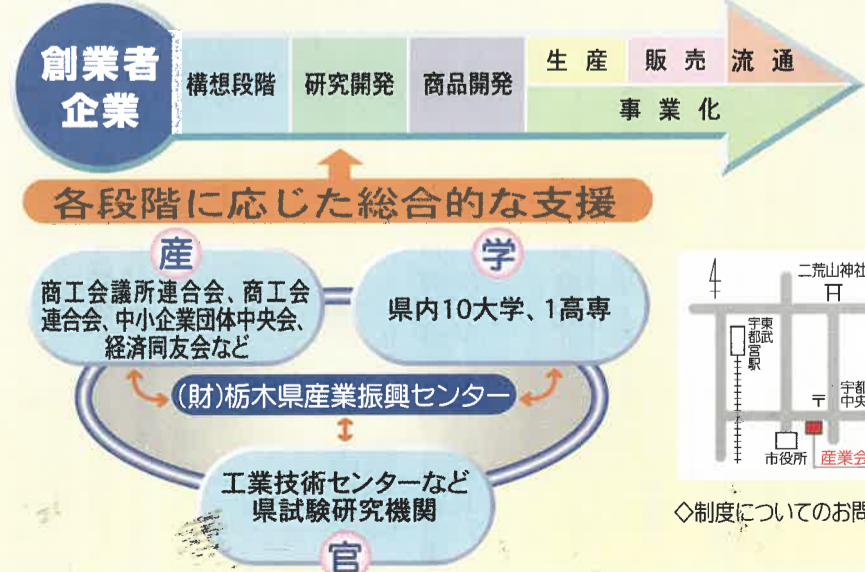 創業者
企業
構想段階
研究開発
商品開発
生産
販売
流通
事業化
各段階に応じた総合的な支援
産
商工会議所連合会、商工会
連合会、中小企業団体中央会、
経済同友会など
学
県内10大学、1高専
(財)栃木県産業振興センター
工業技術センターなど
県試験研究機関
官
二荒山神社
东武
宇都宮駅
〒
宇都
中央
市役所
産業会
◇制度についてのお問